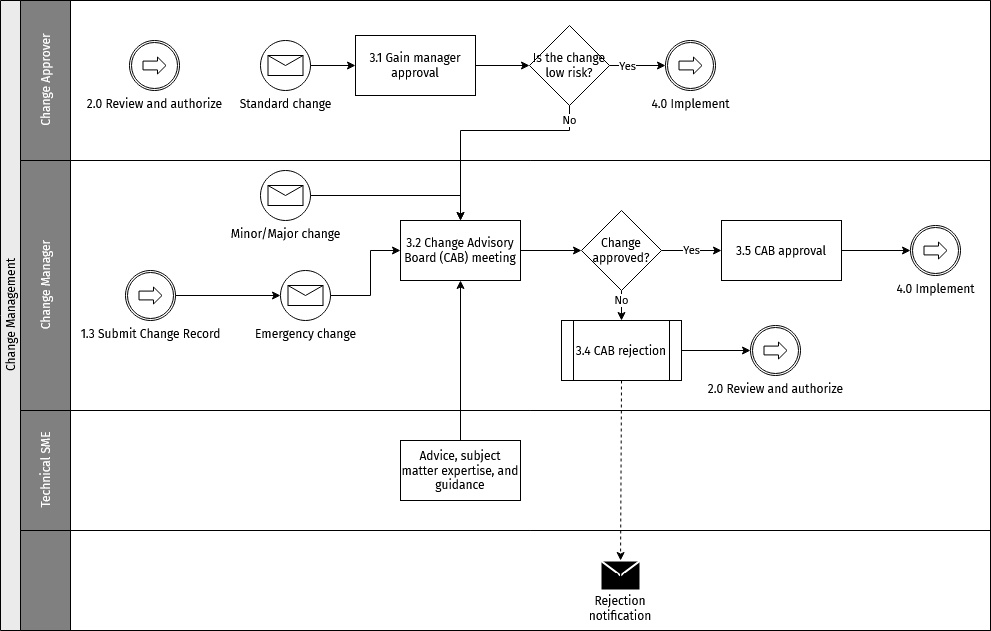 Change Management
Change Approver
2.0 Review and authorize
Standard change
3.1 Gain manager
approval
Is the change
low risk?
Yes
4.0 Implement
No
Change Manager
Minor/Major change
1.3 Submit Change Record
Emergency change
3.2 Change Advisory
Board (CAB) meeting
Change
approved?
Yes
3.5 CAB approval
4.0 Implement
No
3.4 CAB rejection
2.0 Review and authorize
Technical SME
Advice, subject
matter expertise, and
guidance
Rejection
notification